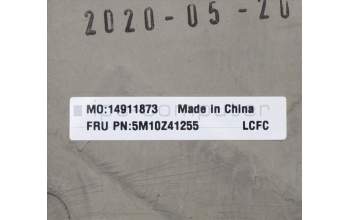 2020-05-20
MO:14911873 Made in China
FRU PN:5M10Z41255 LCFC